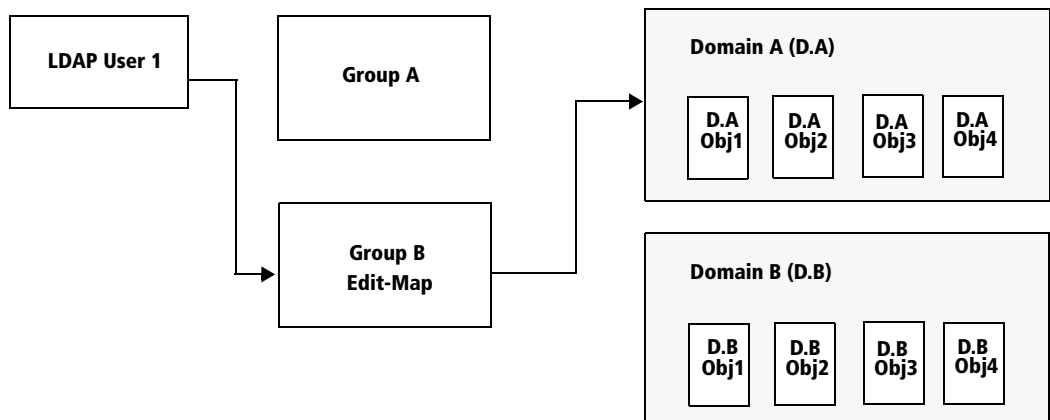 LDAP User 1
Group A
Group B
Edit-Map
Domain A (D.A)
D.A
Obj1
D.A
Obj2
D.A
Obj3
D.A
Obj4
Domain B (D.B)
D.B
Obj1
D.B
Obj2
D.B
Obj3
D.B
Obj4